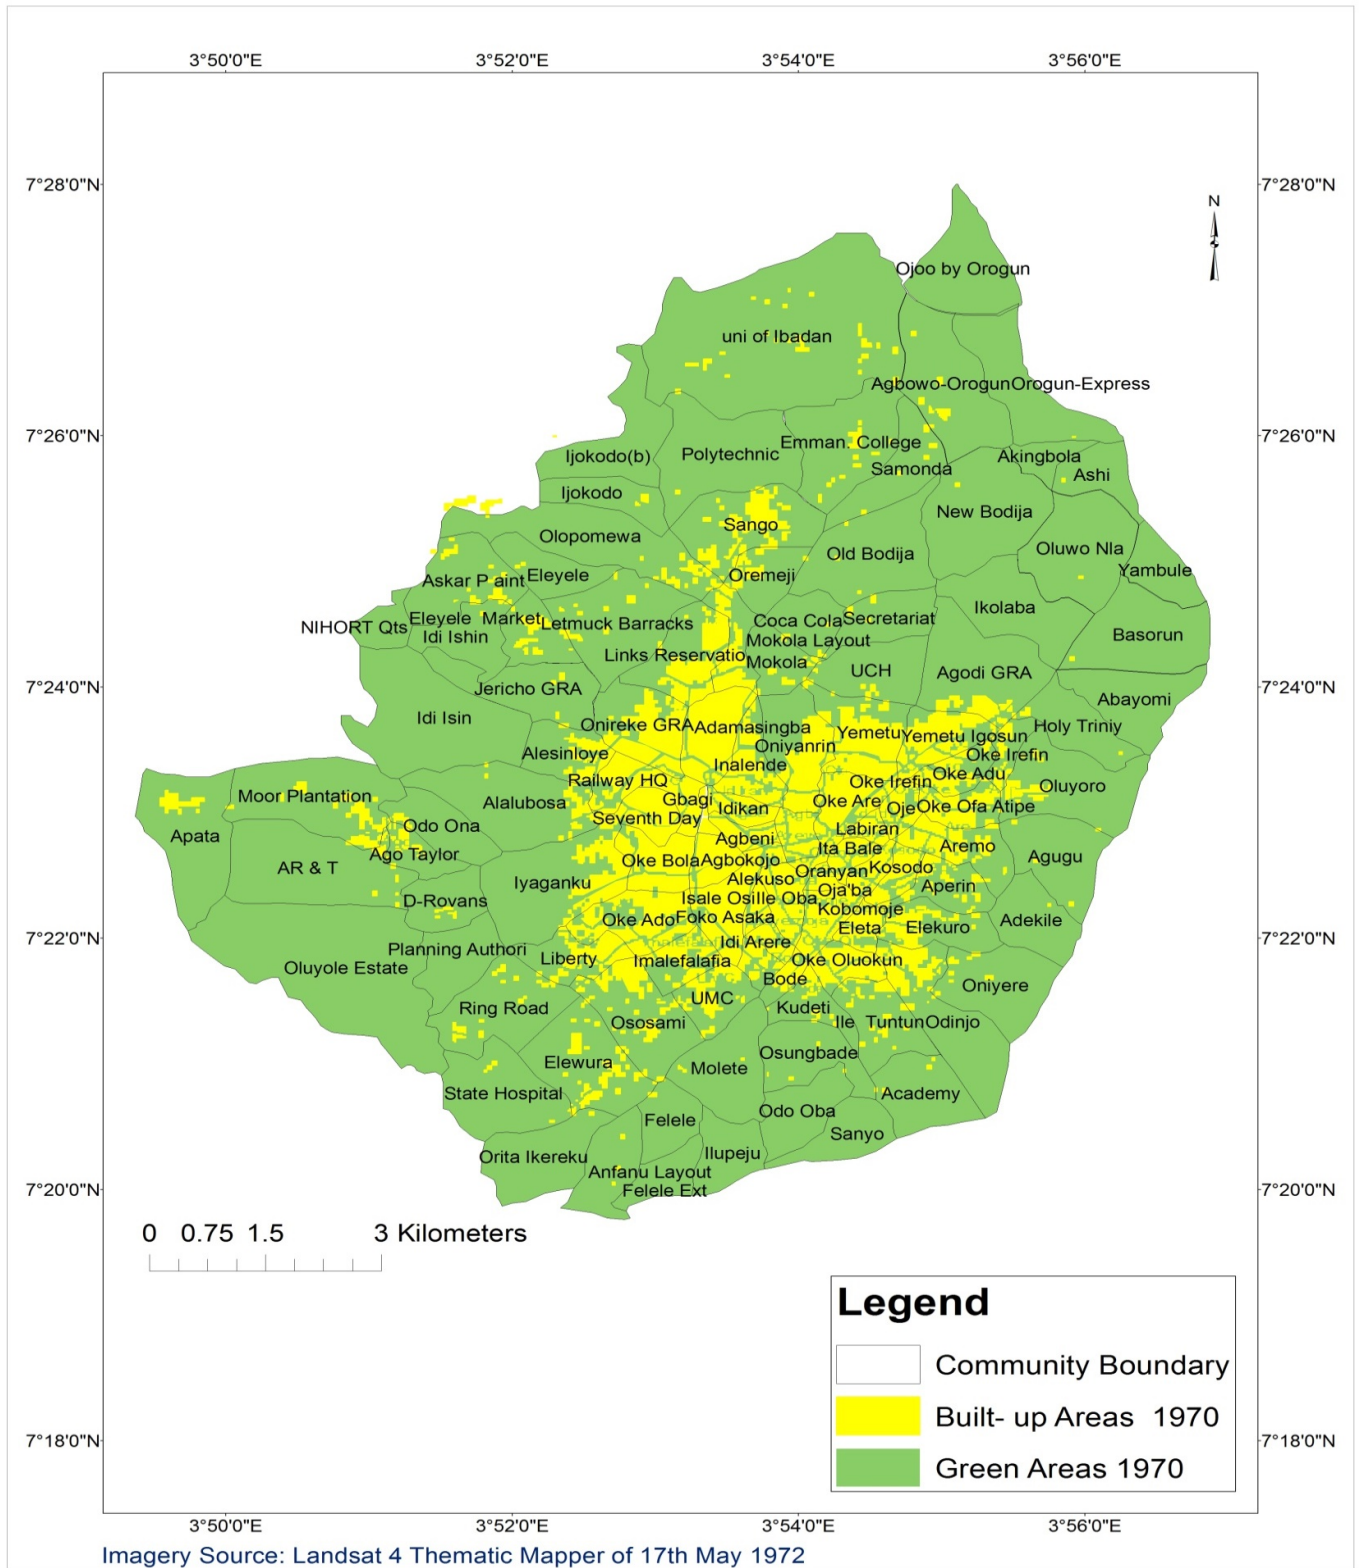 3°50'0"E
3°52'0"E
3°54'0"E
3°56'0"E
7°28'0"N
7°28'0"N
N
Ojoo by Orogun
uni of Ibadan
Agbowo-Orogun
Orogun-Express
7°26'0"N
7°26'0"N
Emman. College
Ijokodo(b)
Polytechnic
Akingbola
Samonda
Ashi
Ijokodo
New Bodija
Sango
Olopomewa
Oluwo Nla
Old Bodija
Yambule
Askar P aint
Eleyele
Oremeji
Ikolaba
Eleyele
Market
Letmuck Barracks
Coca Cola
Secretariat
NIHORT Qts
Idi Ishin
Mokola Layout
Basorun
Links Reservatio
Mokola
UCH
Agodi GRA
7°24'0"N
7°24'0"N
Jericho GRA
Abayomi
Idi Isin
Onireke GRA
Adamasingba
Holy Triniy
Yemetu
Yemetu Igosun
Oniyanrin
Alesinloye
Oke Irefin
Inalende
Railway HQ
Oke Irefin
Oke Adu
Oluyoro
Moor Plantation
Alalubosa
Gbagi
Idikan
Oke Are
Oje
Oke Ofa Atipe
Seventh Day
Odo Ona
Labiran
Apata
Agbeni
Ita Bale
Aremo
Ago Taylor
Oke Bola
Agbokojo
Agugu
AR & T
Oranyan
Kosodo
Iyaganku
Alekuso
Aperin
Oja'ba
D-Rovans
Isale Osi
Ille Oba
Kobomoje
Oke Ado
Foko Asaka
Adekile
Eleta
Elekuro
7°22'0"N
7°22'0"N
Idi Arere
Planning Authori
Liberty
Imalefalafia
Oke Oluokun
Oluyole Estate
Bode
Oniyere
UMC
Ring Road
Kudeti
Ososami
Ile
Tuntun
Odinjo
Osungbade
Elewura
Molete
State Hospital
Academy
Odo Oba
Felele
Sanyo
Orita Ikereku
Ilupeju
Anfanu Layout
7°20'0"N
Felele Ext
7°20'0"N
0 0.75 1.5 3 Kilometers
Legend
Community Boundary
Built- up Areas 1970
7°18'0"N
7°18'0"N
Green Areas 1970
3°50'0"E
3°52'0"E
3°54'0"E
3°56'0"E
Imagery Source: Landsat 4 Thematic Mapper of 17th May 1972